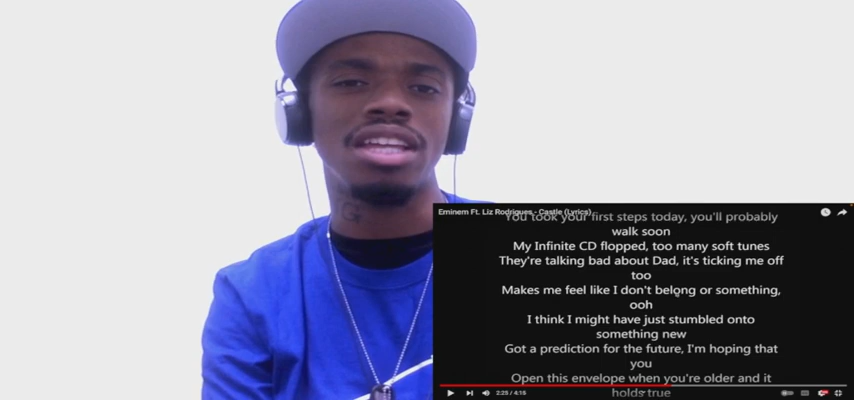 G
Eminem Ft. Liz Rodrigues - Castle (Lyrics)
You took your first steps today, you'll probably
walk soon
My Infinite CD flopped, too many soft tunes
They're talking bad about Dad, it's ticking me off
too
Makes me feel like I don't belong or something,
ooh
I think I might have just stumbled onto
something new
Got a prediction for the future, I'm hoping that
you
Open this envelope when you're older and it
holds true
2:25 / 4:15